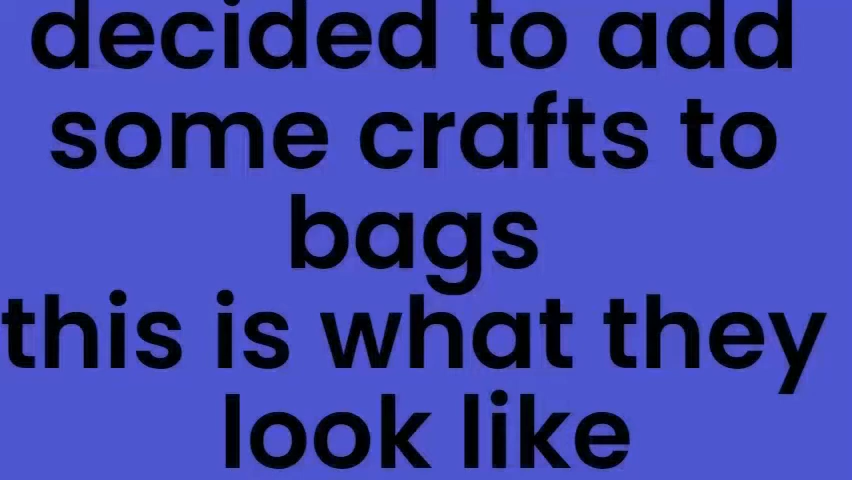 decided to add
some crafts to
bags
this is what they
look like